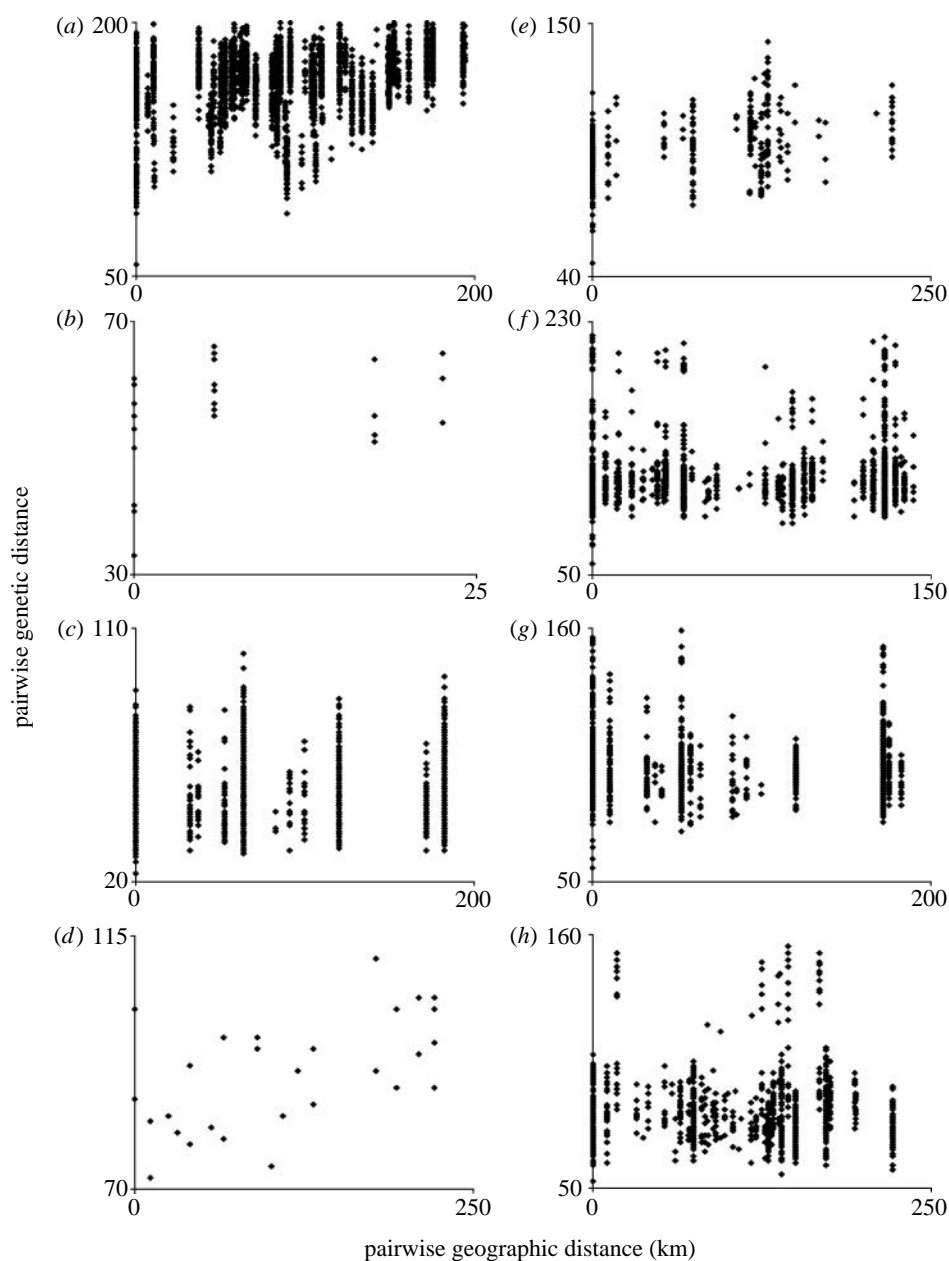 (a) 200
50
0 200
(e) 150
40
0 250
(b) 70
30
0 25
(f) 230
50
0 150
(c) 110
20
0 200
(g) 160
50
0 200
(d) 115
70
0 250
(h) 160
50
0 250
pairwise genetic distance
pairwise geographic distance (km)